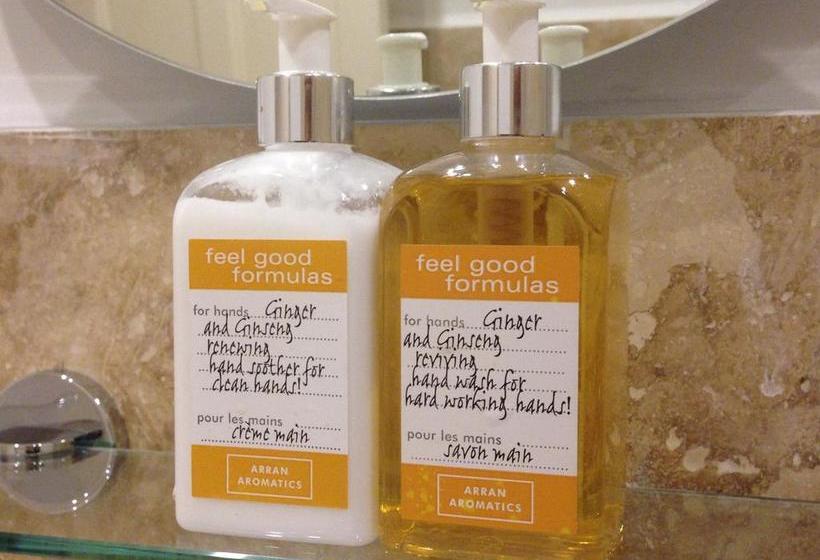 feel good
formulas
for hands Ginger
and Ginseng
renewing
hand soother for
clean hands!
pour les mains
crème main
ARRAN
AROMATICS
feel good
formulas
for hands Ginger
and Ginseng
reviving
hand wash for
hard working hands!
pour les mains
savon main
ARRAN
AROMATICS